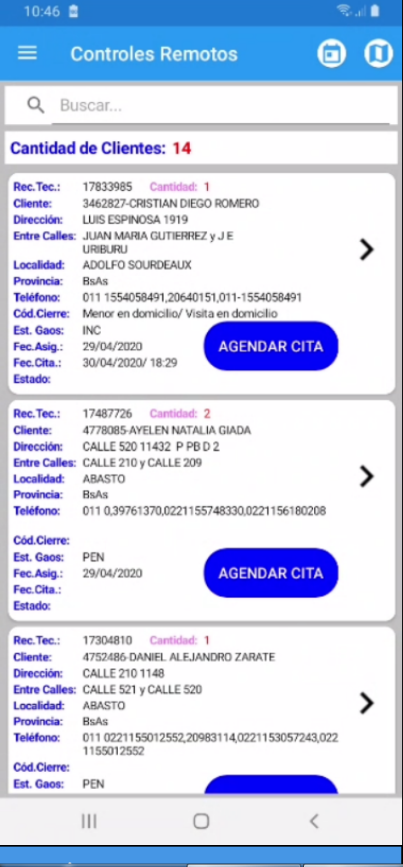 10:46
Controles Remotos
Buscar...
Cantidad de Clientes: 14
Rec.Tec.: 17833985 Cantidad: 1
Cliente: 3462827-CRISTIAN DIEGO ROMERO
Dirección: LUIS ESPINOSA 1919
Entre Calles: JUAN MARIA GUTIERREZ y J E
URIBURU
Localidad: ADOLFO SOURDEAUX
Provincia: BsAs
Teléfono: 011 1554058491,20640151,011-1554058491
Cód.Cierre: Menor en domicilio/ Visita en domicilio
Est. Gaos: INC
Fec.Asig.: 29/04/2020
AGENDAR CITA
Fec.Cita.: 30/04/2020/ 18:29
Estado:
Rec.Tec.: 17487726 Cantidad: 2
Cliente: 4778085-AYELEN NATALIA GIADA
Dirección: CALLE 520 11432 P PB D 2
Entre Calles: CALLE 210 y CALLE 209
Localidad: ABASTO
Provincia: BsAs
Teléfono: 011 0,39761370,0221155748330,0221156180208
Cód.Cierre:
Est. Gaos: PEN
Fec.Asig.: 29/04/2020
AGENDAR CITA
Fec.Cita.:
Estado:
Rec.Tec.: 17304810 Cantidad: 1
Cliente: 4752486-DANIEL ALEJANDRO ZARATE
Dirección: CALLE 210 1148
Entre Calles: CALLE 521 y CALLE 520
Localidad: ABASTO
Provincia: BsAs
Teléfono: 011 0221155012552,20983114,0221153057243,022
1155012552
Cód.Cierre:
Est. Gaos: PEN